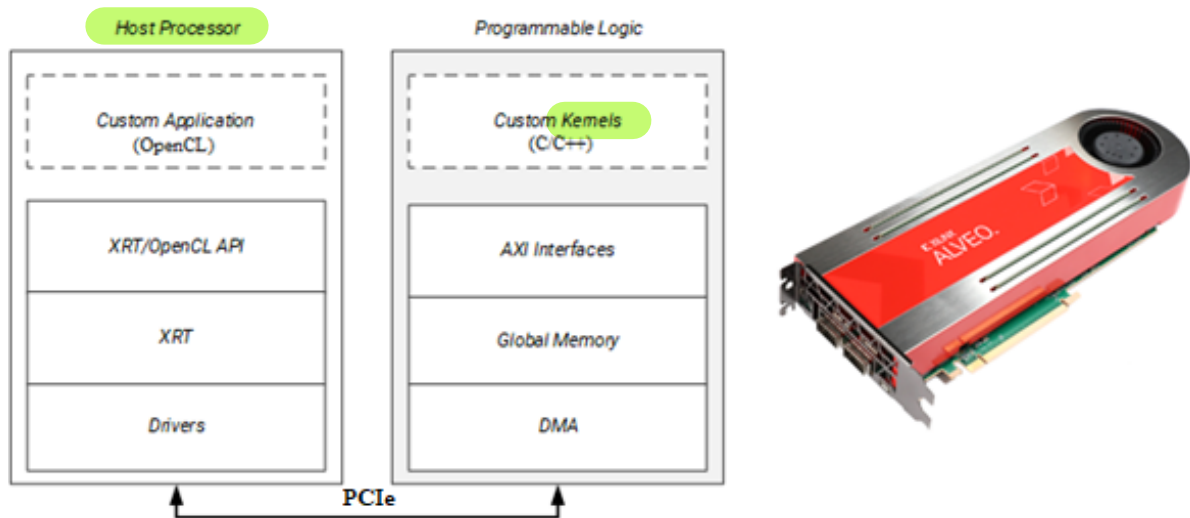 Host Processor
Custom Application
(OpenCL)
XRT/OpenCL API
XRT
Drivers
Programmable Logic
Custom Kernels
(C/C++)
AXI Interfaces
Global Memory
DMA
PCIe
XILINX
ALVEO.